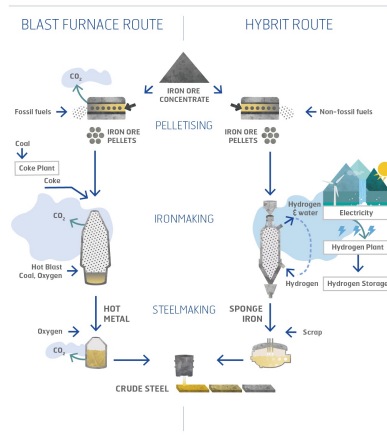 BLAST FURNACE ROUTE
HYBRIT ROUTE
CO2
IRON ORE
CONCENTRATE
Fossil fuels
Non-fossil fuels
PELLETISING
IRON ORE
PELLETS
IRON ORE
PELLETS
Coal
Coke Plant
Coke
CO2
IRONMAKING
Hydrogen
& water
Electricity
Hydrogen Plant
Hot Blast
Coal, Oxygen
Hydrogen
Hydrogen Storage
HOT
METAL
STEELMAKING
SPONGE
IRON
Oxygen
Scrap
CO2
CRUDE STEEL